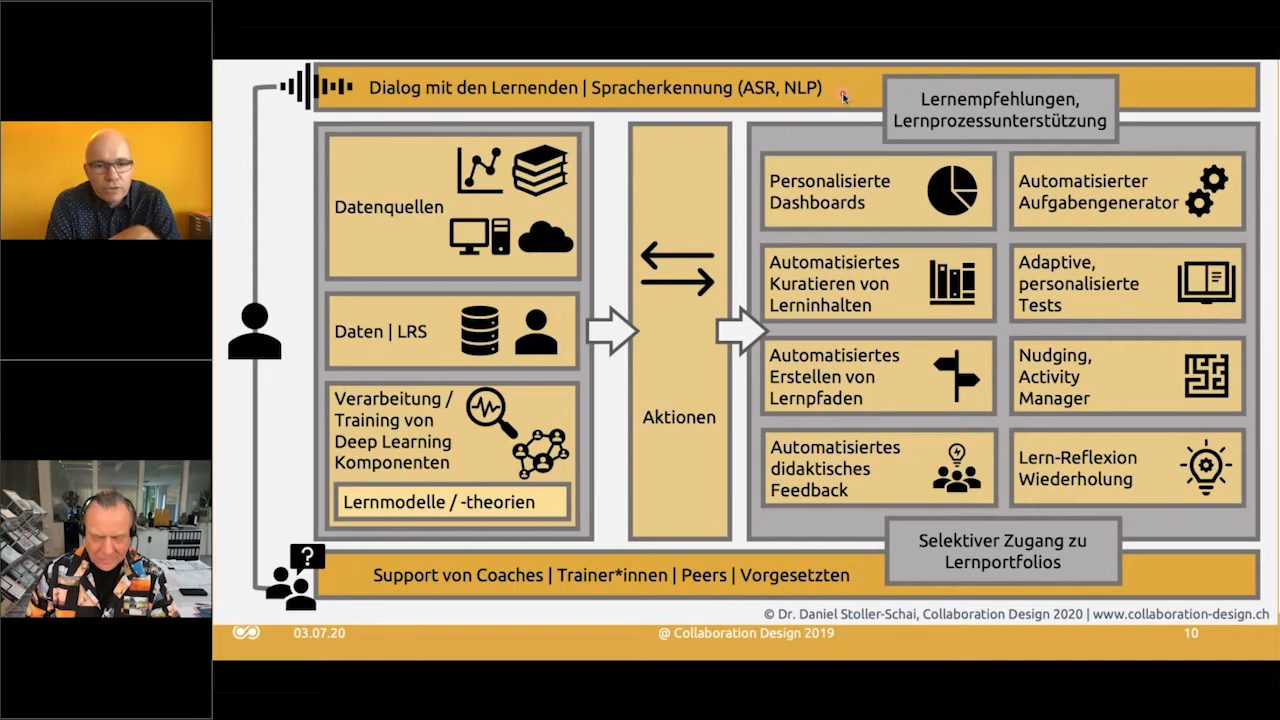 Dialog mit den Lernenden | Spracherkennung (ASR, NLP)
Lernempfehlungen,
Lernprozessunterstützung
Datenquellen
Daten | LRS
Verarbeitung /
Training von
Deep Learning
Komponenten
Lernmodelle / -theorien
Aktionen
Personalisierte
Dashboards
Automatisierter
Aufgabengenerator
Automatisiertes
Kuratieren von
Lerninhalten
Adaptive,
personalisierte
Tests
Automatisiertes
Erstellen von
Lernpfaden
Nudging,
Activity
Manager
Automatisiertes
didaktisches
Feedback
Lern-Reflexion
Wiederholung
Selektiver Zugang zu
Lernportfolios
?
Support von Coaches | Trainer*innen | Peers | Vorgesetzten
© Dr. Daniel Stoller-Schai, Collaboration Design 2020 | www.collaboration-design.ch
03.07.20
@ Collaboration Design 2019
10